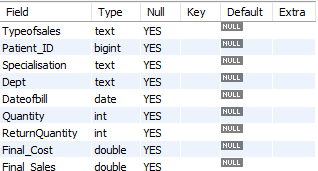 Field Type Null Key Default Extra
Typeofsales text YES NULL
Patient_ID bigint YES NULL
Specialisation text YES NULL
Dept text YES NULL
Dateofbill date YES NULL
Quantity int YES NULL
ReturnQuantity int YES NULL
Final_Cost double YES NULL
Final_Sales double YES NULL